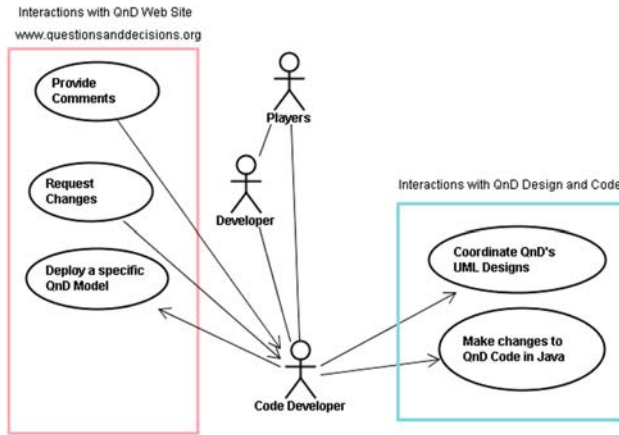 Interactions with QnD Web Site
www.questionsanddecisions.org
Provide
Comments
Players
Request
Changes
Developer
Interactions with QnD Design and Code
Deploy a specific
QnD Model
Coordinate QnD's
UML Designs
Make changes to
QnD Code in Java
Code Developer